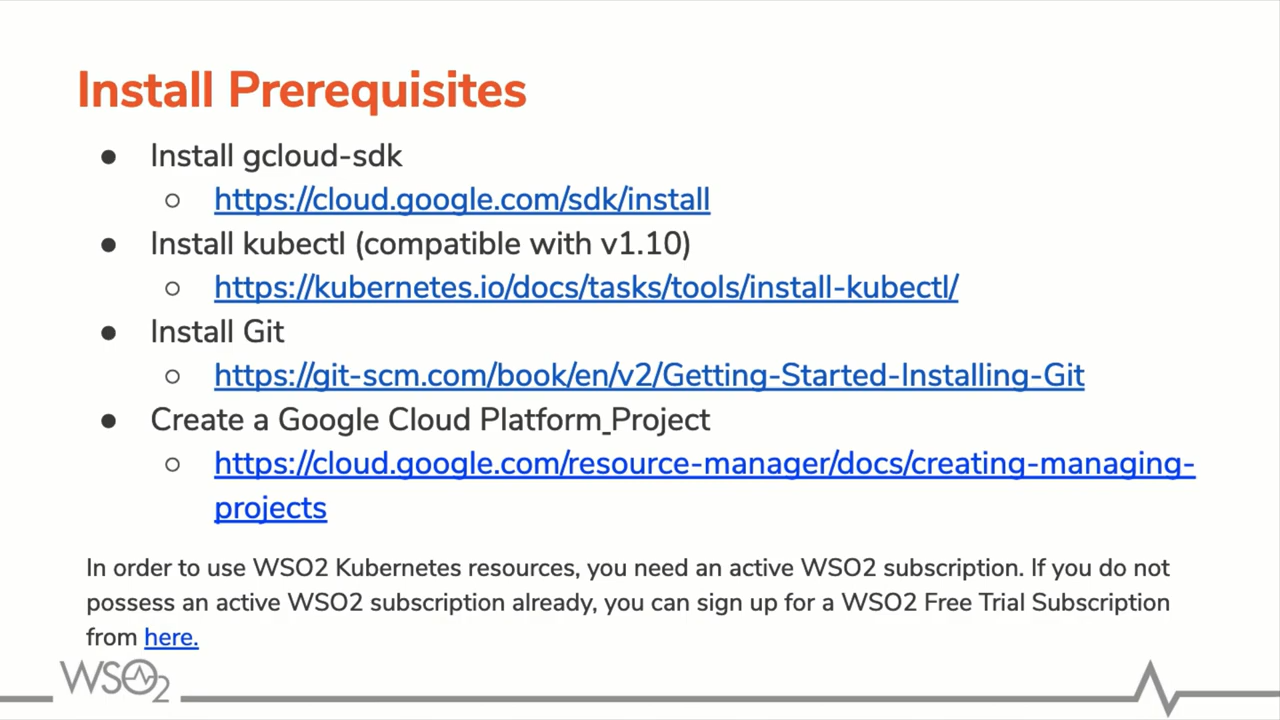 Install Prerequisites
● Install gcloud-sdk
○ https://cloud.google.com/sdk/install
● Install kubectl (compatible with v1.10)
○ https://kubernetes.io/docs/tasks/tools/install-kubectl/
● Install Git
○ https://git-scm.com/book/en/v2/Getting-Started-Installing-Git
● Create a Google Cloud Platform Project
○ https://cloud.google.com/resource-manager/docs/creating-managing-
projects
In order to use WSO2 Kubernetes resources, you need an active WSO2 subscription. If you do not
possess an active WSO2 subscription already, you can sign up for a WSO2 Free Trial Subscription
from here.
WSO2